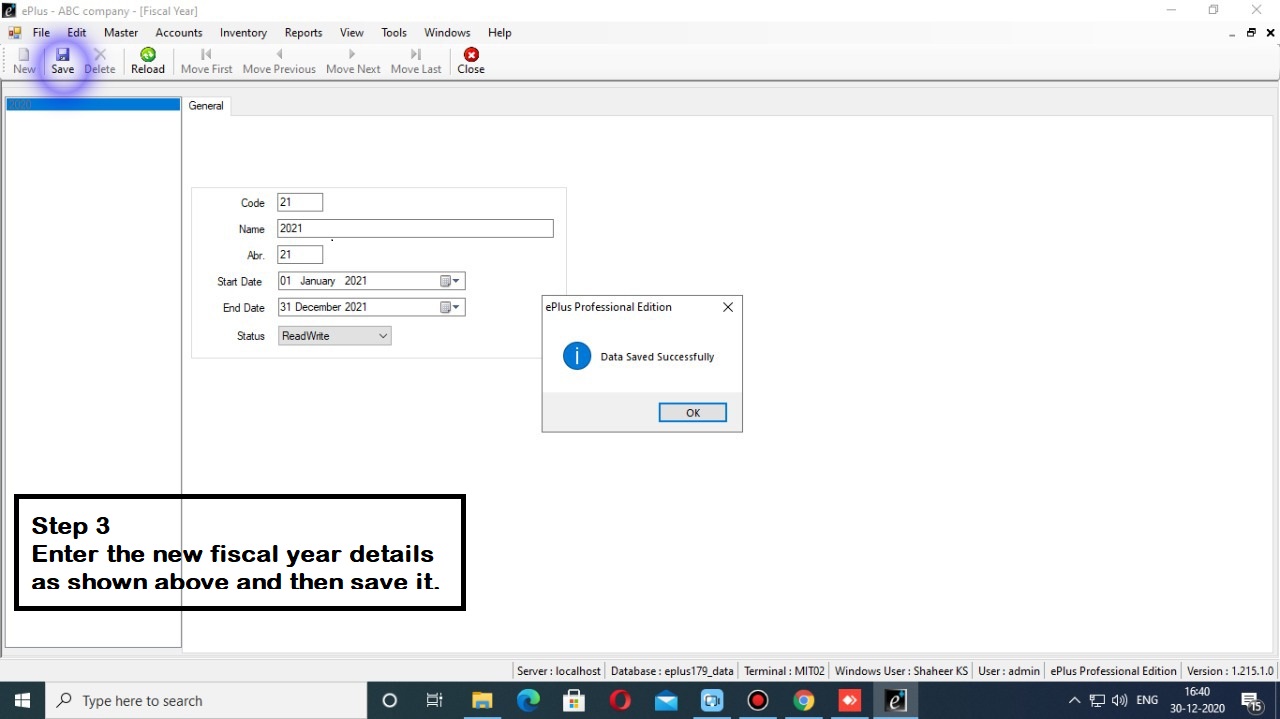 ePlus - ABC company - [Fiscal Year]
File Edit Master Accounts Inventory Reports View Tools Windows Help
New Save Delete Reload Move First Move Previous Move Next Move Last Close
2020
General
Code 21
Name 2021
Abr. 21
Start Date 01 January 2021
End Date 31 December 2021
Status ReadWrite
ePlus Professional Edition
Data Saved Successfully
OK
Step 3
Enter the new fiscal year details
as shown above and then save it.
Server : localhost Database : eplus179_data Terminal : MIT02 Windows User : Shaheer KS User : admin ePlus Professional Edition Version : 1.215.1.0
Type here to search
ENG
16:40
30-12-2020
15